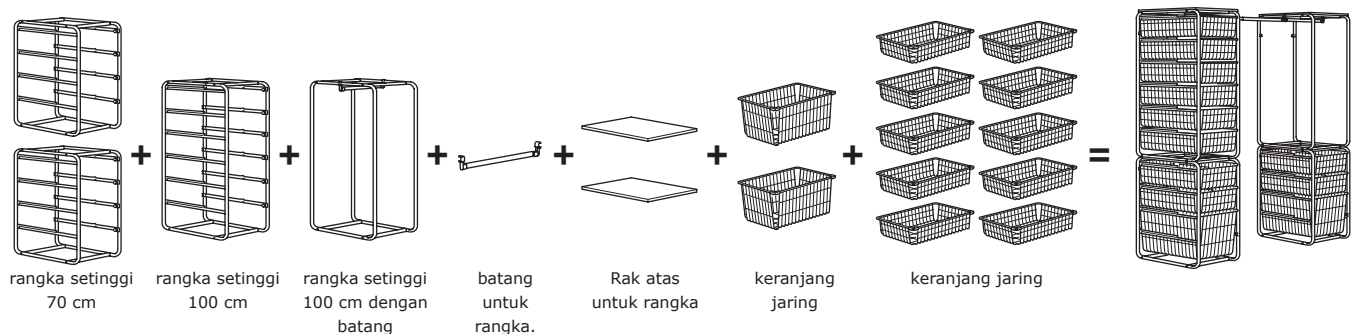 + + + + + + =
rangka setinggi
70 cm
rangka setinggi
100 cm
rangka setinggi
100 cm dengan
batang
batang
untuk
rangka.
Rak atas
untuk rangka
keranjang
jaring
keranjang jaring